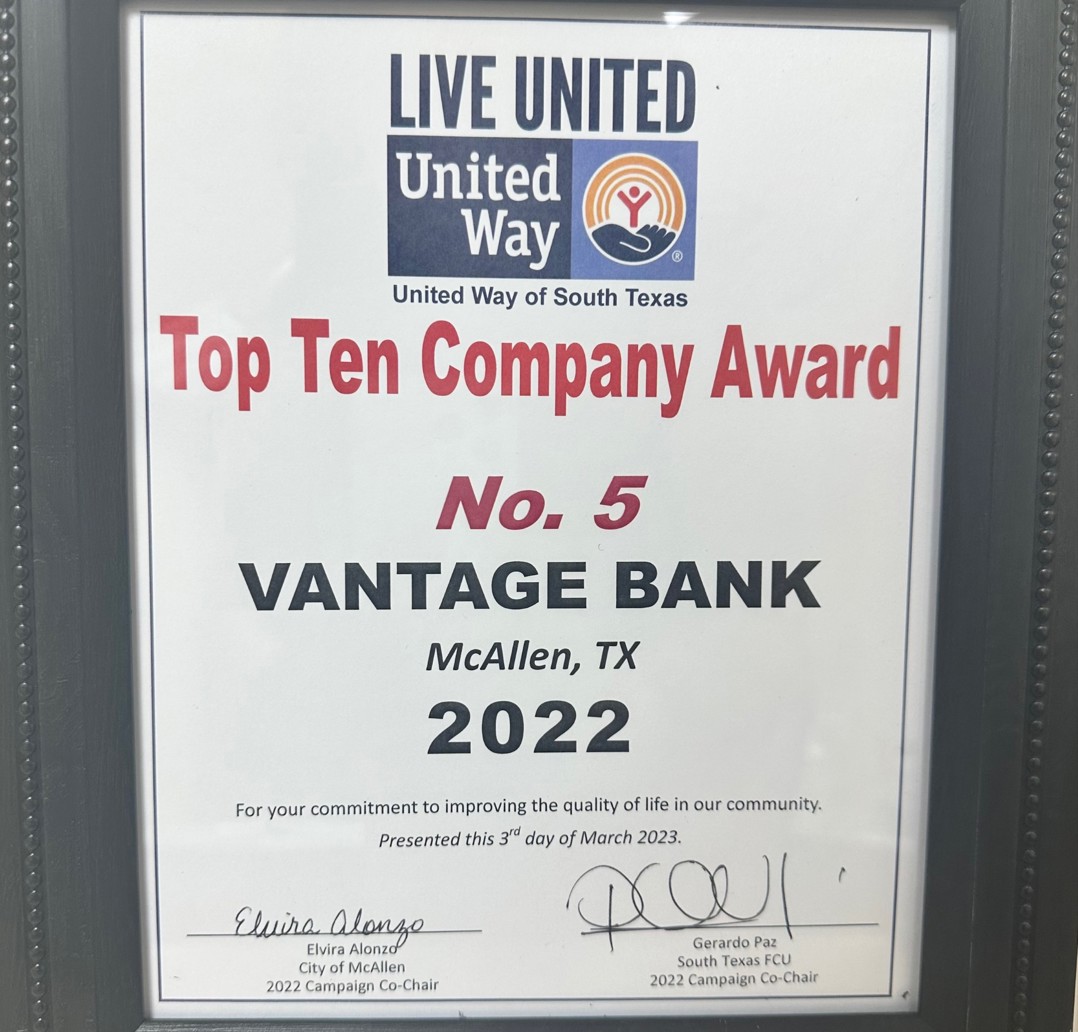 LIVE UNITED
United
Way
®
United Way of South Texas
Top Ten Company Award
No. 5
VANTAGE BANK
McAllen, TX
2022
For your commitment to improving the quality of life in our community.
Presented this 3rd day of March 2023.
Elvira Alonzo
Elvira Alonzo
City of McAllen
2022 Campaign Co-Chair
Gerardo Paz
South Texas FCU
2022 Campaign Co-Chair